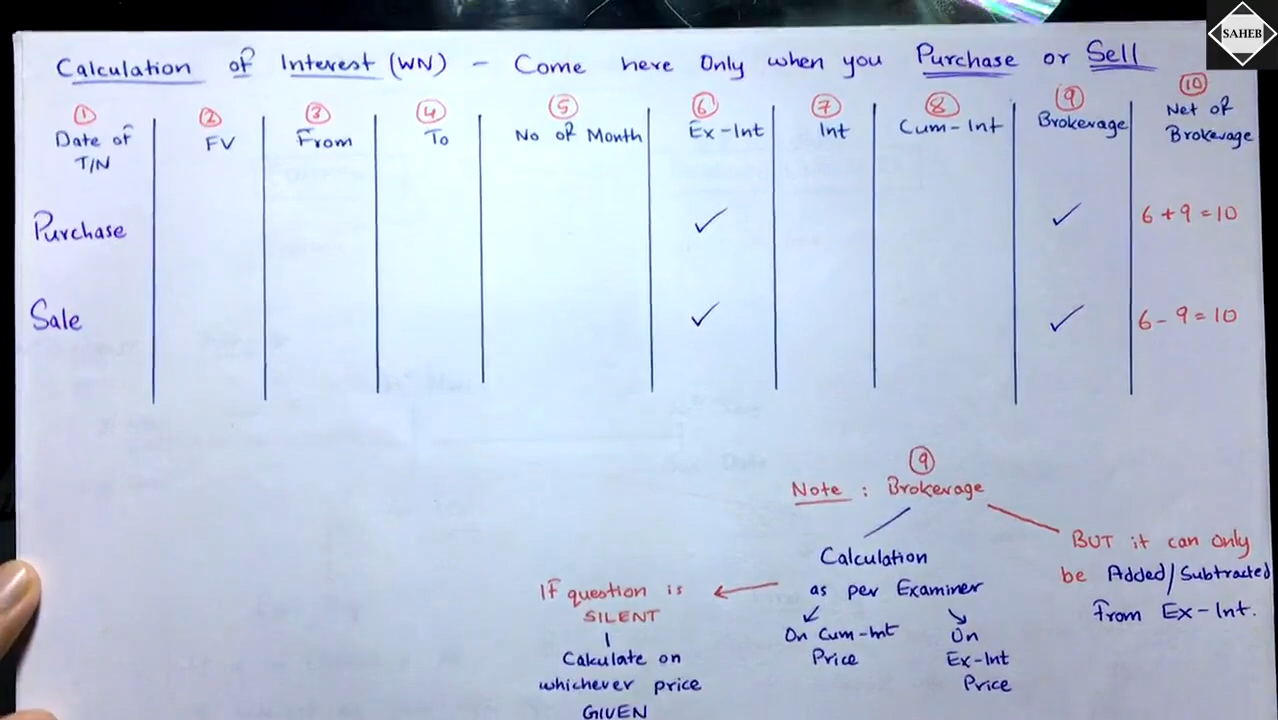 SAHEB
Calculation of Interest (WN) - Come here Only when you Purchase or Sell
① ② ③ ④ ⑤ ⑥ ⑦ ⑧ ⑨ ⑩
Date of T/N
FV
From
To
No of Month
Ex-Int
Int
Cum-Int
Brokerage
Net of Brokerage
Purchase ✓ ✓ 6 + 9 = 10
Sale ✓ ✓ 6 - 9 = 10
⑨
Note : Brokerage
Calculation
as per Examiner
On Cum-Int
Price
On
Ex-Int
Price
IF question is
SILENT
Calculate on
whichever price
GIVEN
BUT it can only
be Added/Subtracted
from Ex-Int.